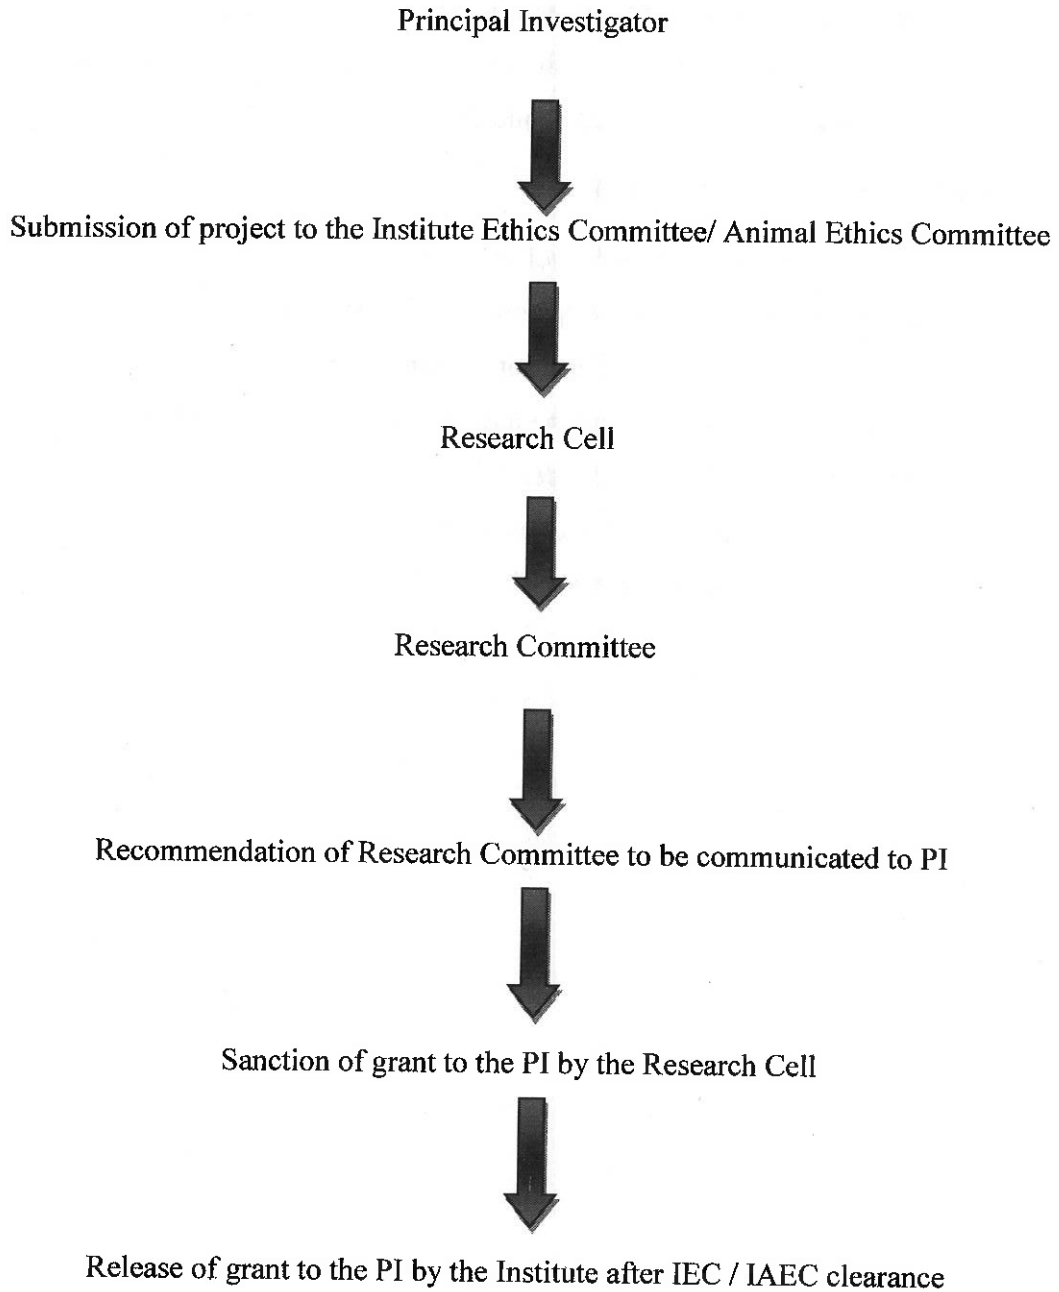 Principal Investigator
Submission of project to the Institute Ethics Committee/ Animal Ethics Committee
Research Cell
Research Committee
Recommendation of Research Committee to be communicated to PI
Sanction of grant to the PI by the Research Cell
Release of grant to the PI by the Institute after IEC / IAEC clearance